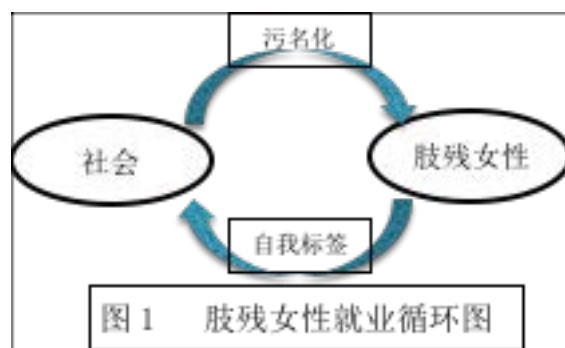 污名化
社会
肢残女性
自我标签
图 1 肢残女性就业循环图